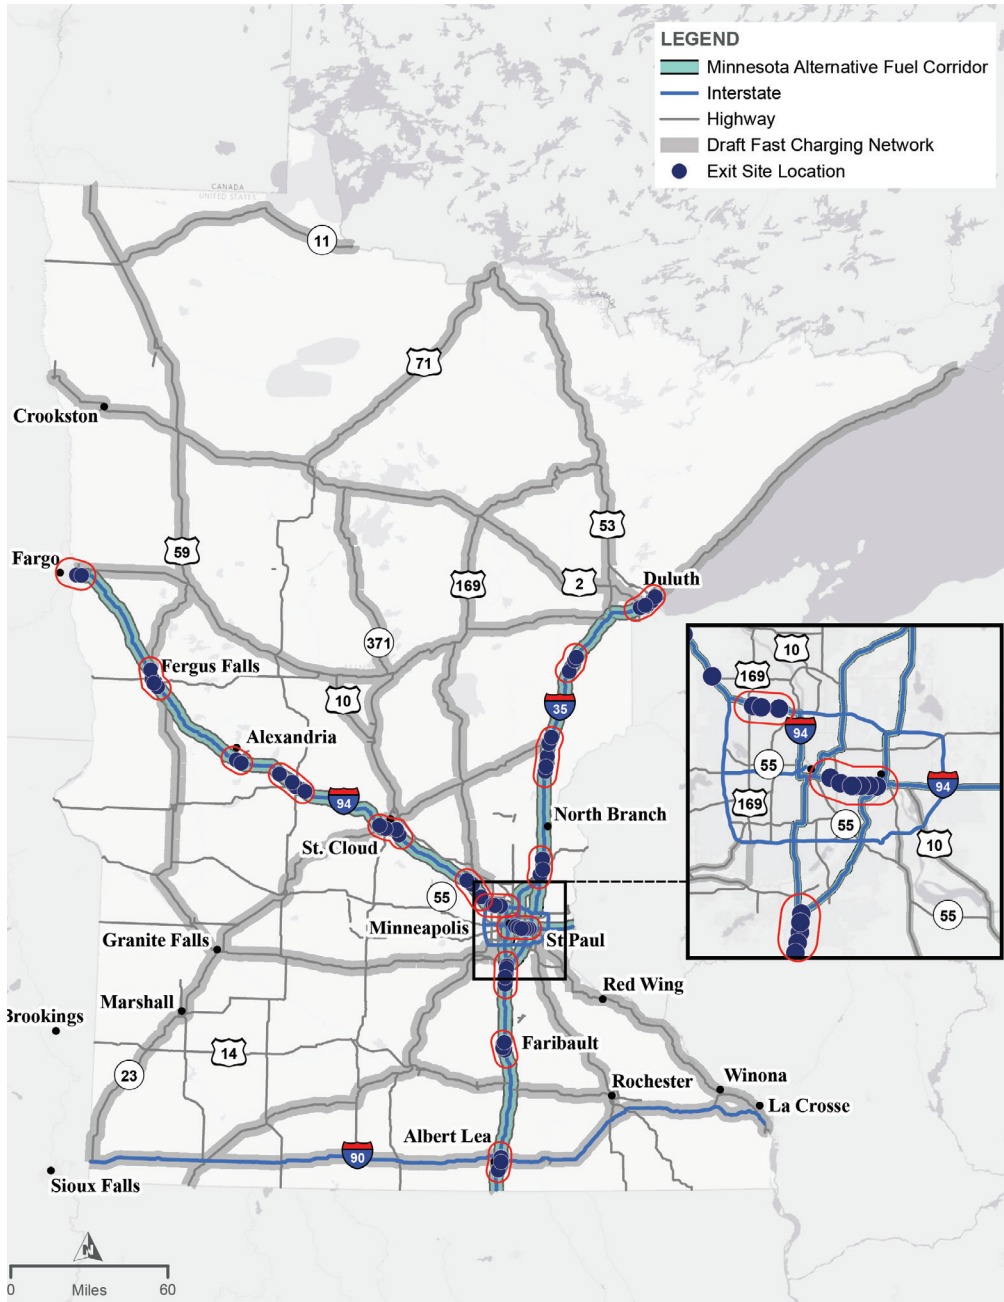 LEGEND
Minnesota Alternative Fuel Corridor
Interstate
Highway
Draft Fast Charging Network
Exit Site Location
CANADA
UNITED STATES
11
71
Crookston
59
53
Fargo
169
2
Duluth
371
Fergus Falls
10
35
10
169
94
Alexandria
55
94
94
169
North Branch
St. Cloud
55
10
55
55
Minneapolis
St Paul
Granite Falls
Red Wing
Marshall
Brookings
Faribault
14
23
Rochester
Winona
La Crosse
Albert Lea
90
Sioux Falls
N
0 Miles 60